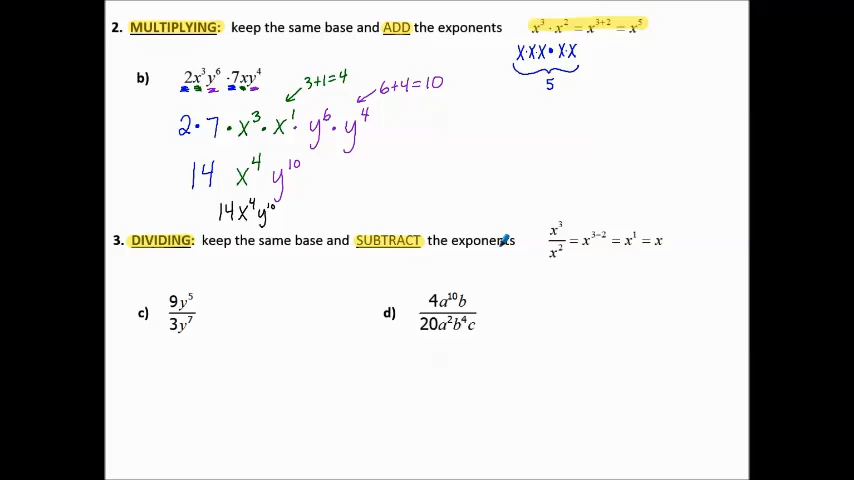 2. MULTIPLYING: keep the same base and ADD the exponents x³ · x² = x³⁺² = x⁵
x·x·x · x·x
5
b) 2x³y⁶ · 7xy⁴
3+1=4
6+4=10
2 · 7 · x³ · x¹ · y⁶ · y⁴
14 x⁴ y¹⁰
14x⁴y¹⁰
3. DIVIDING: keep the same base and SUBTRACT the exponents x³/x² = x³⁻² = x¹ = x
c) 9y⁵/3y⁷ d) 4a¹⁰b/20a²b⁴c